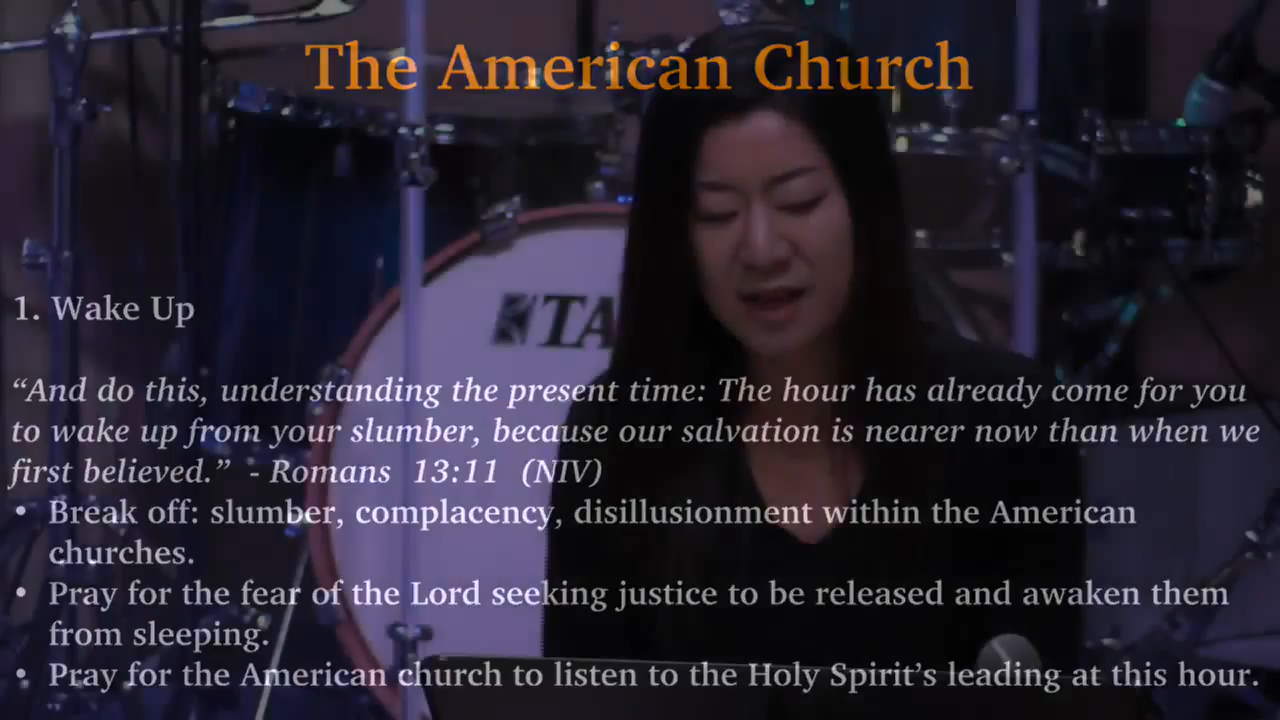 The American Church
1. Wake Up
TA
“And do this, understanding the present time: The hour has already come for you
to wake up from your slumber, because our salvation is nearer now than when we
first believed.” - Romans 13:11 (NIV)
• Break off: slumber, complacency, disillusionment within the American
churches.
• Pray for the fear of the Lord seeking justice to be released and awaken them
from sleeping.
• Pray for the American church to listen to the Holy Spirit’s leading at this hour.